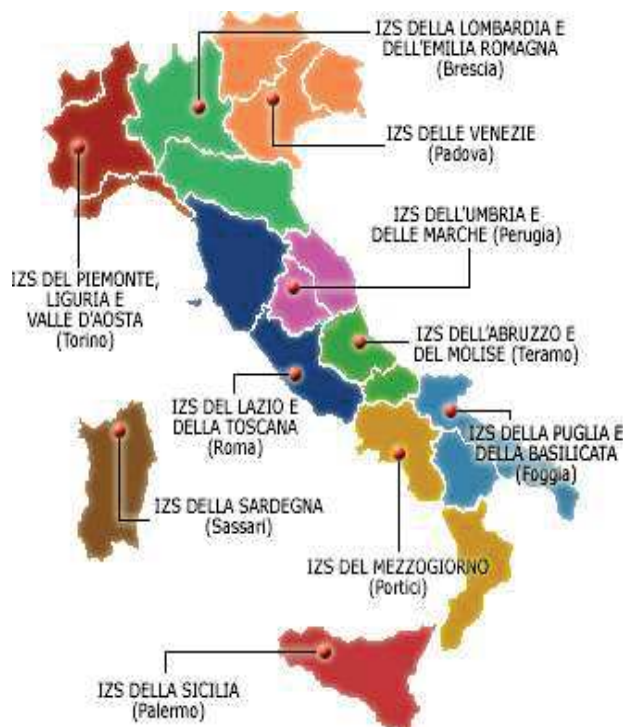 IZS DELLA LOMBARDIA E
DELL'EMILIA ROMAGNA
(Brescia)
IZS DELLE VENEZIE
(Padova)
IZS DELL'UMBRIA E
DELLE MARCHE (Perugia)
IZS DEL PIEMONTE,
LIGURIA E
VALLE D'AOSTA
(Torino)
IZS DELL'ABRUZZO E
DEL MOLISE (Teramo)
IZS DEL LAZIO E
DELLA TOSCANA
(Roma)
IZS DELLA PUGLIA E
DELLA BASILICATA
(Foggia)
IZS DELLA SARDEGNA
(Sassari)
IZS DEL MEZZOGIORNO
(Portici)
IZS DELLA SICILIA
(Palermo)